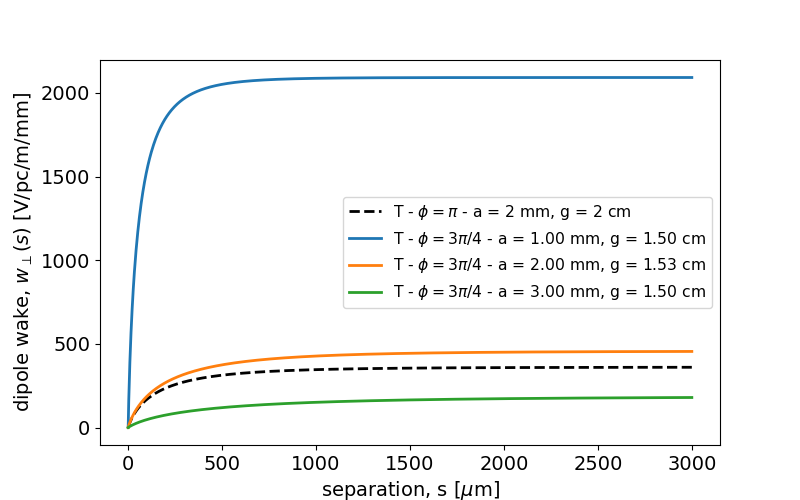 2000
1500
1000
500
0
dipole wake, w⊥(s) [V/pc/m/mm]
T - ϕ = π - a = 2 mm, g = 2 cm
T - ϕ = 3π/4 - a = 1.00 mm, g = 1.50 cm
T - ϕ = 3π/4 - a = 2.00 mm, g = 1.53 cm
T - ϕ = 3π/4 - a = 3.00 mm, g = 1.50 cm
0 500 1000 1500 2000 2500 3000
separation, s [μm]